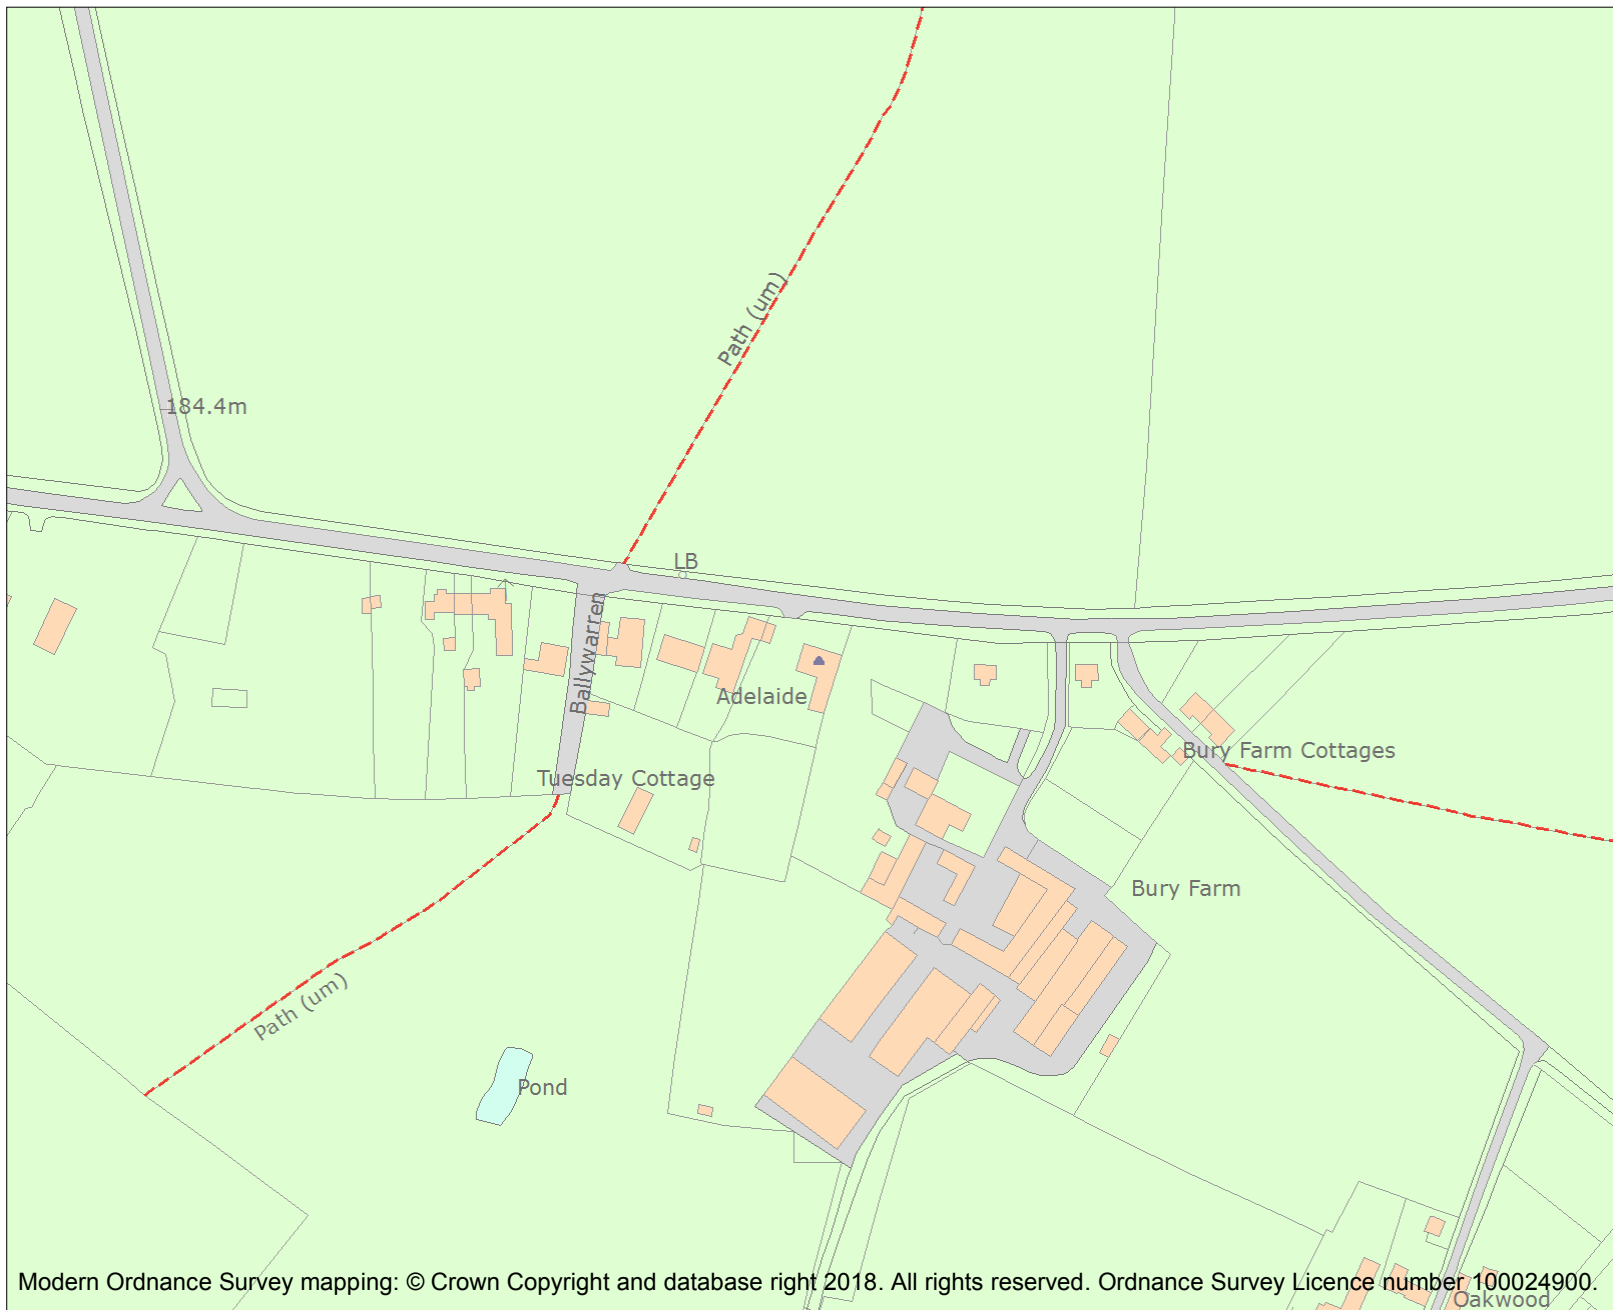 Path (um)
184.4m
LB
Ballywarren
Adelaide
Bury Farm Cottages
Tuesday Cottage
Bury Farm
Path (um)
Pond
Modern Ordnance Survey mapping: © Crown Copyright and database right 2018. All rights reserved. Ordnance Survey Licence number 100024900.
Oakwood